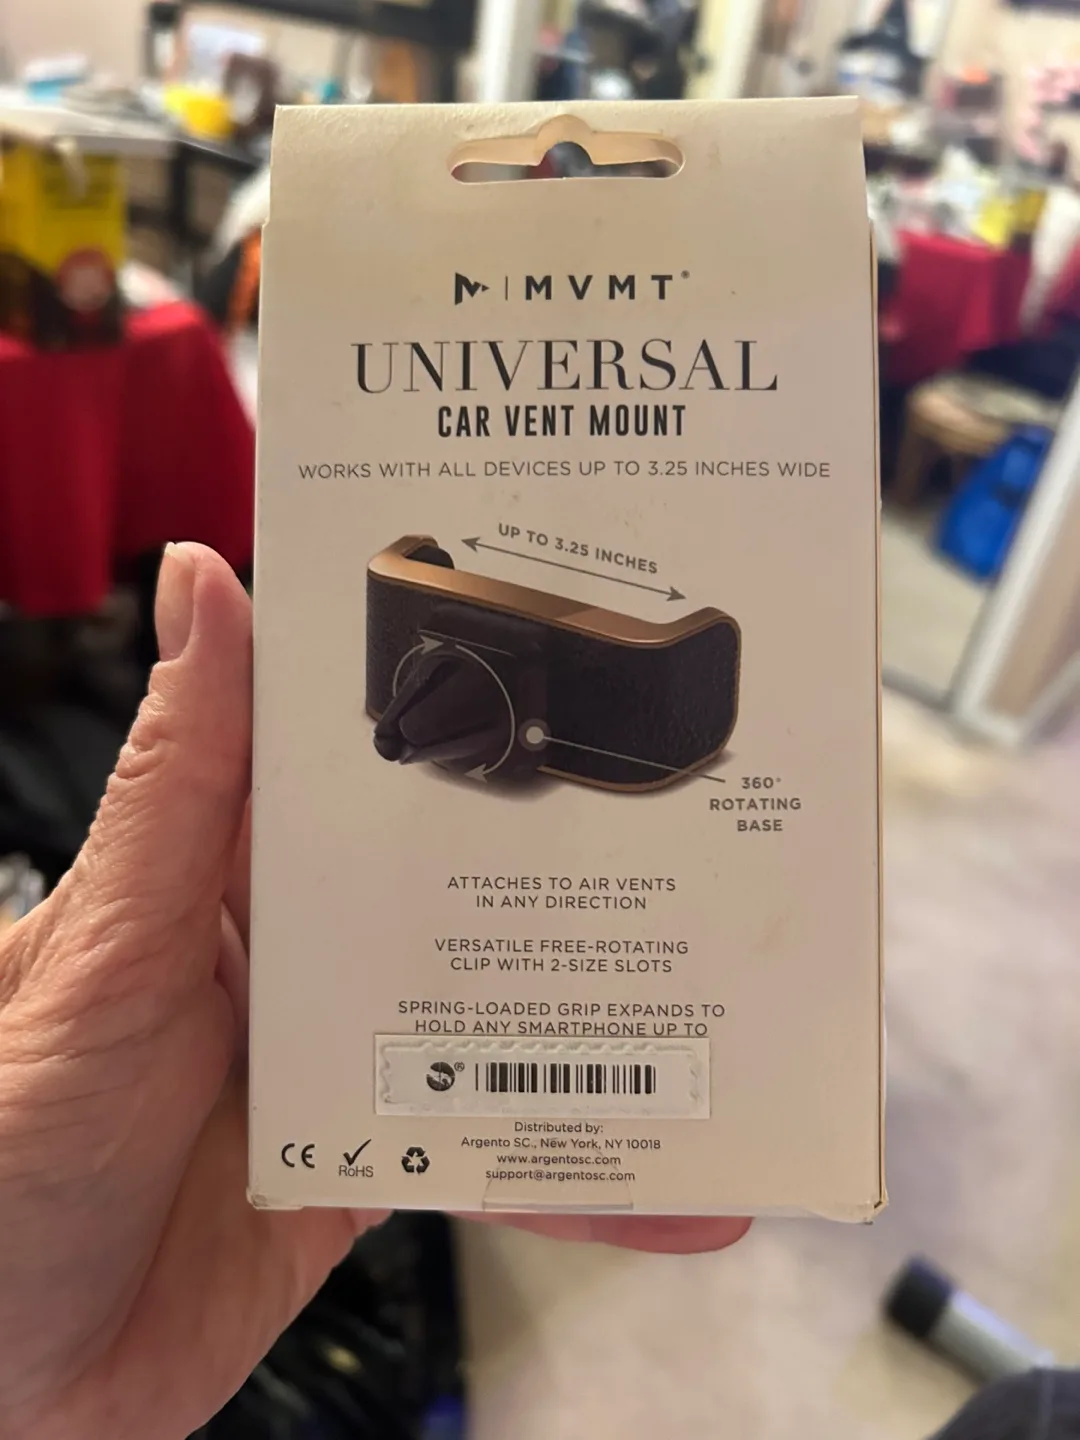 MVMT®
UNIVERSAL
CAR VENT MOUNT
WORKS WITH ALL DEVICES UP TO 3.25 INCHES WIDE
UP TO 3.25 INCHES
360°
ROTATING
BASE
ATTACHES TO AIR VENTS
IN ANY DIRECTION
VERSATILE FREE-ROTATING
CLIP WITH 2-SIZE SLOTS
SPRING-LOADED GRIP EXPANDS TO
HOLD ANY SMARTPHONE UP TO
®
Distributed by:
Argento SC., New York, NY 10018
www.argentosc.com
support@argentosc.com
CE
RoHS